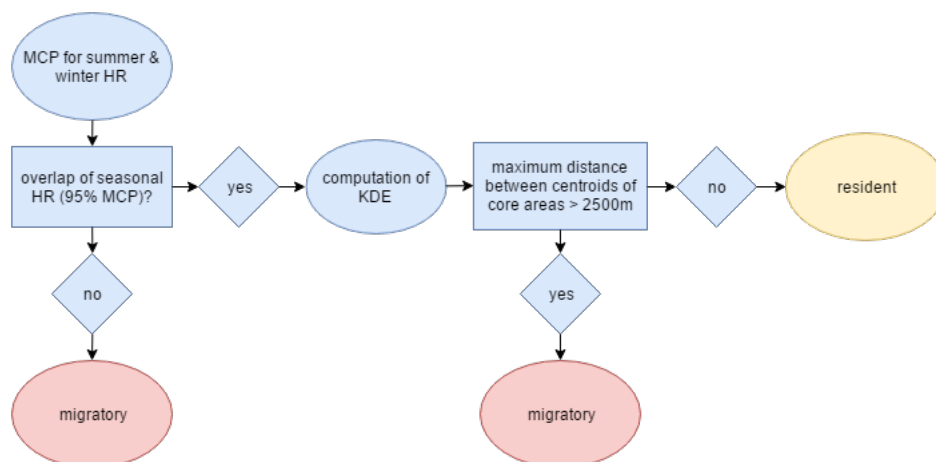 MCP for summer &
winter HR
overlap of seasonal
HR (95% MCP)?
yes
computation of
KDE
maximum distance
between centroids of
core areas > 2500m
no
resident
no
yes
migratory
migratory